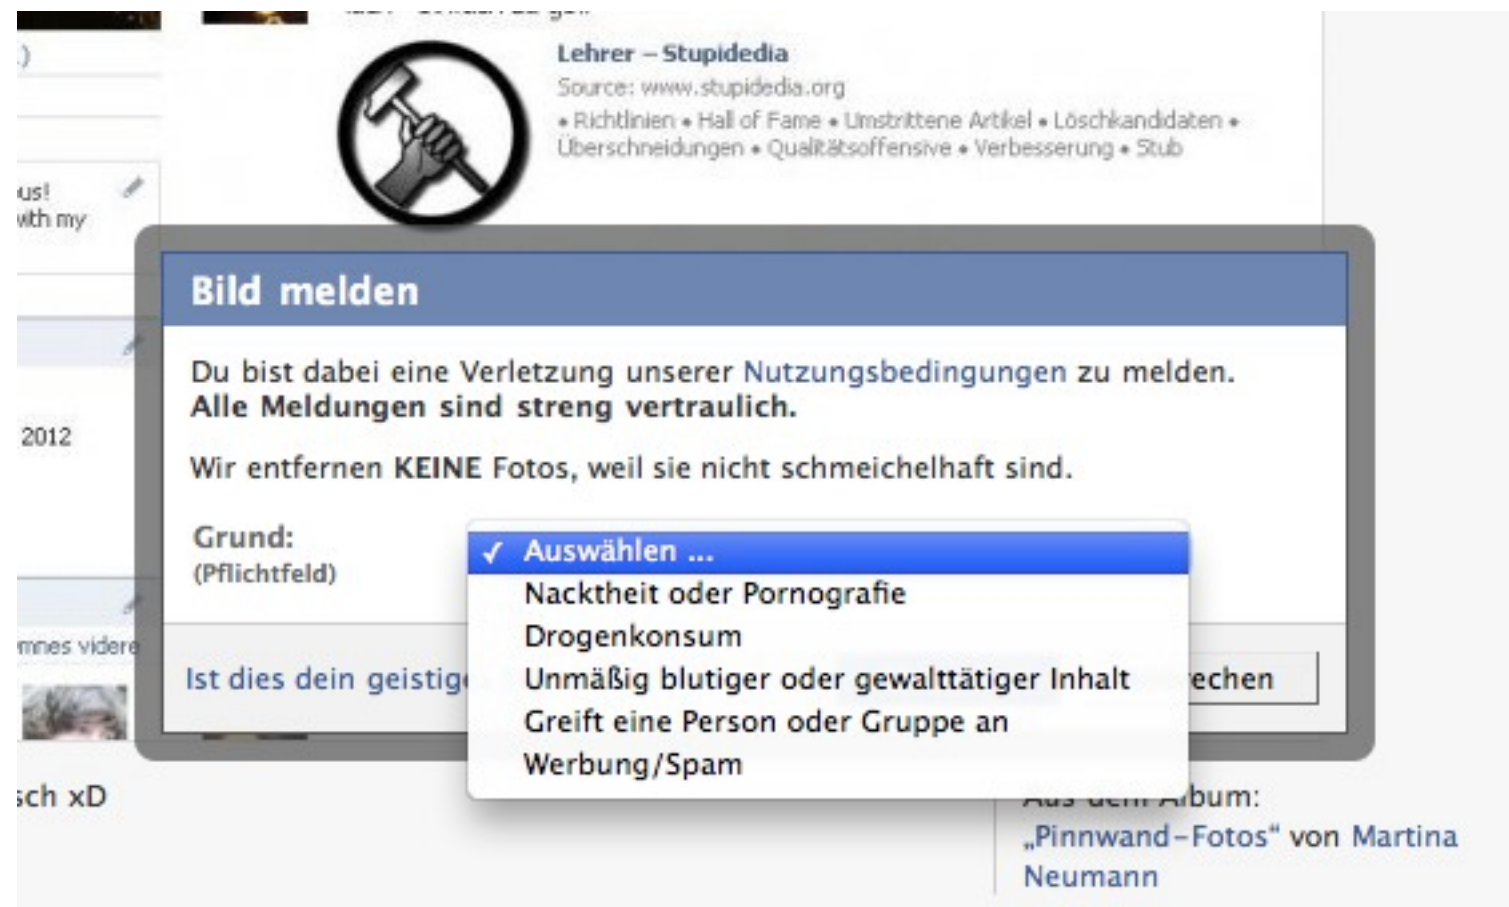 .)
Lehrer – Stupidedia
Source: www.stupidedia.org
• Richtlinien • Hall of Fame • Umstrittene Artikel • Löschkandidaten •
Überschneidungen • Qualitätsoffensive • Verbesserung • Stub
us!
with my
2012
mnes videre
Bild melden
Du bist dabei eine Verletzung unserer Nutzungsbedingungen zu melden.
Alle Meldungen sind streng vertraulich.
Wir entfernen KEINE Fotos, weil sie nicht schmeichelhaft sind.
Grund:
(Pflichtfeld)
✓ Auswählen ...
Nacktheit oder Pornografie
Drogenkonsum
Unmäßig blutiger oder gewalttätiger Inhalt
Greift eine Person oder Gruppe an
Werbung/Spam
Ist dies dein geistig
echen
sch xD
Aus dem Album:
„Pinnwand-Fotos“ von Martina
Neumann